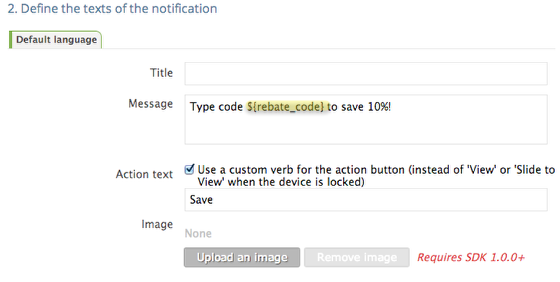 2. Define the texts of the notification
Default language
Title
Message
Type code ${rebate_code} to save 10%!
Action text
Use a custom verb for the action button (instead of 'View' or 'Slide to
View' when the device is locked)
Save
Image
None
Upload an image
Remove image
Requires SDK 1.0.0+